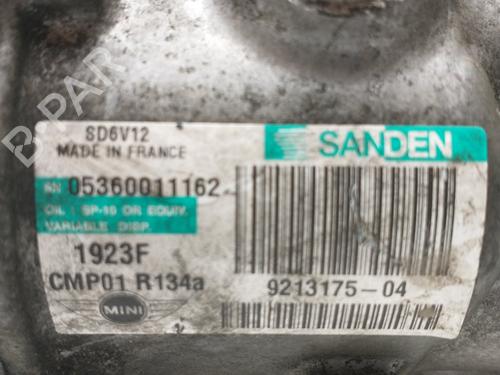 B-PARTS
SD6V12
MADE IN FRANCE
SANDEN
SN 05360011162
OIL : SP-10 OR EQUIV.
VARIABLE DISP.
1923F
CMP01 R134a
9213175-04
MINI